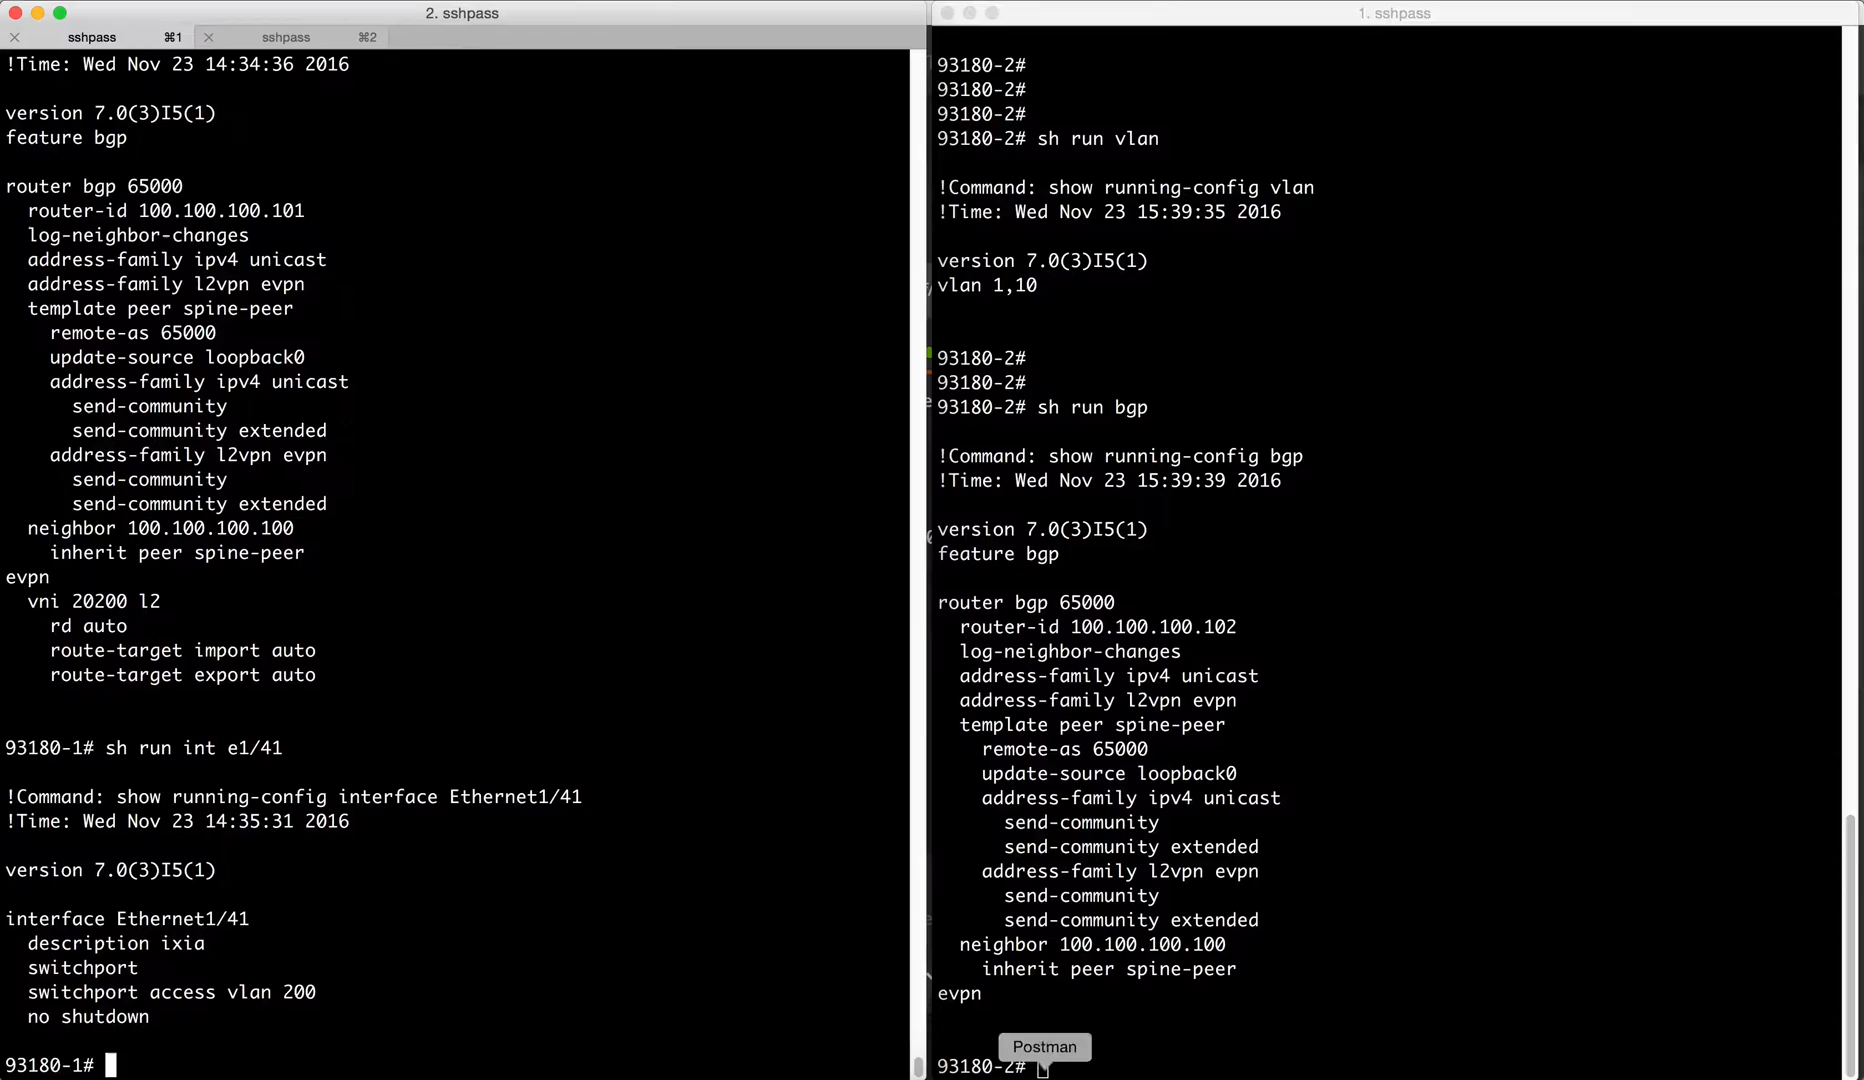 2. sshpass
sshpass ⌘1 sshpass ⌘2
!Time: Wed Nov 23 14:34:36 2016
version 7.0(3)I5(1)
feature bgp
router bgp 65000
router-id 100.100.100.101
log-neighbor-changes
address-family ipv4 unicast
address-family l2vpn evpn
template peer spine-peer
remote-as 65000
update-source loopback0
address-family ipv4 unicast
send-community
send-community extended
address-family l2vpn evpn
send-community
send-community extended
neighbor 100.100.100.100
inherit peer spine-peer
evpn
vni 20200 l2
rd auto
route-target import auto
route-target export auto
93180-1# sh run int e1/41
!Command: show running-config interface Ethernet1/41
!Time: Wed Nov 23 14:35:31 2016
version 7.0(3)I5(1)
interface Ethernet1/41
description ixia
switchport
switchport access vlan 200
no shutdown
93180-1#
1. sshpass
93180-2#
93180-2#
93180-2#
93180-2# sh run vlan
!Command: show running-config vlan
!Time: Wed Nov 23 15:39:35 2016
version 7.0(3)I5(1)
vlan 1,10
93180-2#
93180-2#
93180-2# sh run bgp
!Command: show running-config bgp
!Time: Wed Nov 23 15:39:39 2016
version 7.0(3)I5(1)
feature bgp
router bgp 65000
router-id 100.100.100.102
log-neighbor-changes
address-family ipv4 unicast
address-family l2vpn evpn
template peer spine-peer
remote-as 65000
update-source loopback0
address-family ipv4 unicast
send-community
send-community extended
address-family l2vpn evpn
send-community
send-community extended
neighbor 100.100.100.100
inherit peer spine-peer
evpn
Postman
93180-2#